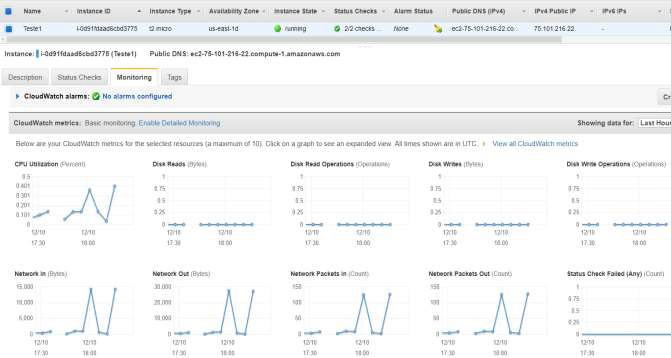 Name Instance ID Instance Type Availability Zone Instance State Status Checks Alarm Status Public DNS (IPv4) IPv4 Public IP IPv6 IPs
Teste1 i-0d91fdaad6cbd3775 t2.micro us-east-1d running 2/2 checks ... None ec2-75-101-216-22.... 75.101.216.22 -
Instance: i-0d91fdaad6cbd3775 (Teste1) Public DNS: ec2-75-101-216-22.compute-1.amazonaws.com
Description Status Checks Monitoring Tags
CloudWatch alarms: No alarms configured
Cr
CloudWatch metrics: Basic monitoring. Enable Detailed Monitoring Showing data for: Last Hour
Below are your CloudWatch metrics for the selected resources (a maximum of 10). Click on a graph to see an expanded view. All times shown are in UTC. View all CloudWatch metrics
CPU Utilization (Percent) Disk Reads (Bytes) Disk Read Operations (Operations) Disk Writes (Bytes) Disk Write Operations (Operations)
0.5 1 1 1 1
0.401 0.75 0.75 0.75 0.75
0.301 0.5 0.5 0.5 0.5
0.201
0.101 0.25 0.25 0.25 0.25
0 0 0 0 0
12/10 12/10 12/10 12/10 12/10 12/10 12/10 12/10 12/10 12/10
17:30 18:00 17:30 18:00 17:30 18:00 17:30 18:00 17:30 18:00
Network In (Bytes) Network Out (Bytes) Network Packets In (Count) Network Packets Out (Count) Status Check Failed (Any) (Count)
15,000 30,000 150 150 1
10,000 20,000 100 100 0.75
0.5
5,000 10,000 50 50 0.25
0 0 0 0 0
12/10 12/10 12/10 12/10 12/10 12/10 12/10 12/10 12/10 12/10
17:30 18:00 17:30 18:00 17:30 18:00 17:30 18:00 17:30 18:00